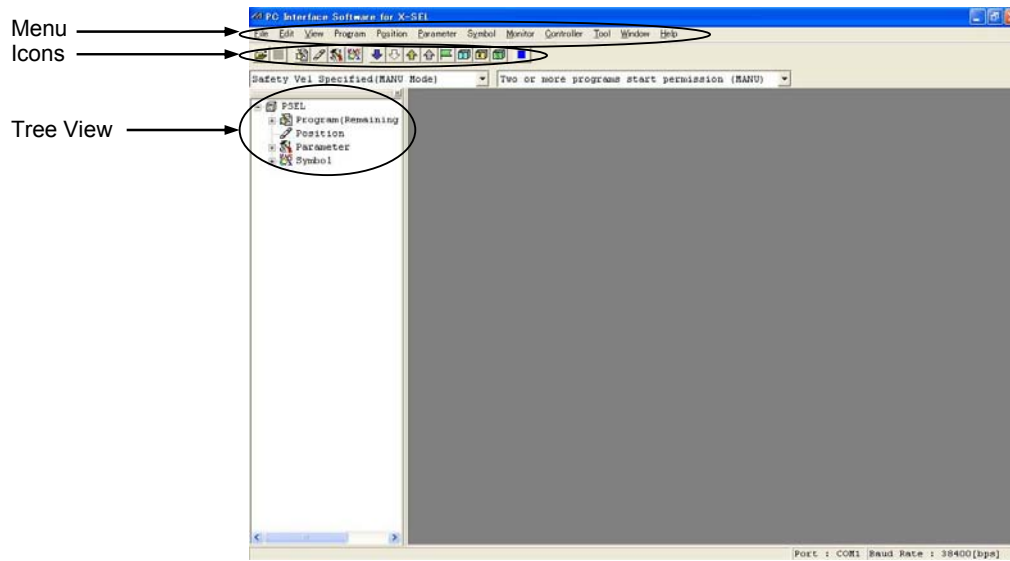 PC Interface Software for X-SEL
Menu
File Edit View Program Position Parameter Symbol Monitor Controller Tool Window Help
Icons
Safety Vel Specified(MANU Mode) Two or more programs start permission (MANU)
PSEL
Program(Remaining
Tree View
Position
Parameter
Symbol
Port : COM1 Baud Rate : 38400[bps]